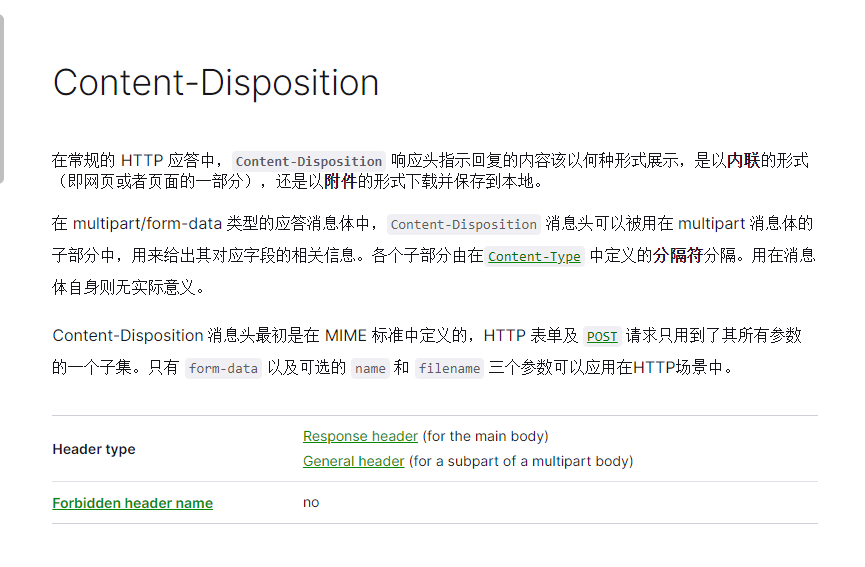 Content-Disposition
在常规的 HTTP 应答中，Content-Disposition 响应头指示回复的内容该以何种形式展示，是以内联的形式
（即网页或者页面的一部分），还是以附件的形式下载并保存到本地。
在 multipart/form-data 类型的应答消息体中，Content-Disposition 消息头可以被用在 multipart 消息体的
子部分中，用来给出其对应字段的相关信息。各个子部分由在 Content-Type 中定义的分隔符分隔。用在消息
体自身则无实际意义。
Content-Disposition 消息头最初是在 MIME 标准中定义的，HTTP 表单及 POST 请求只用到了其所有参数
的一个子集。只有 form-data 以及可选的 name 和 filename 三个参数可以应用在HTTP场景中。
Header type
Response header (for the main body)
General header (for a subpart of a multipart body)
Forbidden header name no